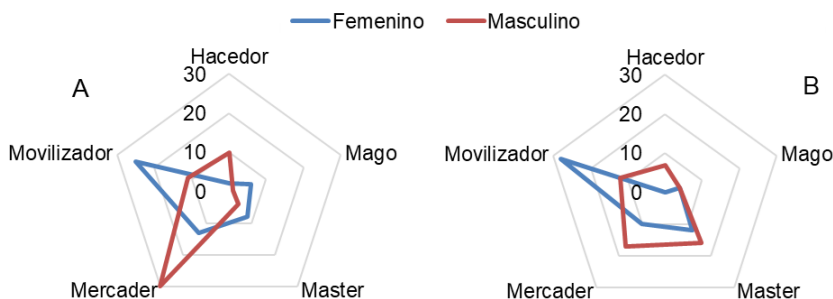 Femenino Masculino
A
Hacedor
30
20
10
0
Mago
Master
Mercader
Movilizador
B
Hacedor
30
20
10
0
Mago
Master
Mercader
Movilizador